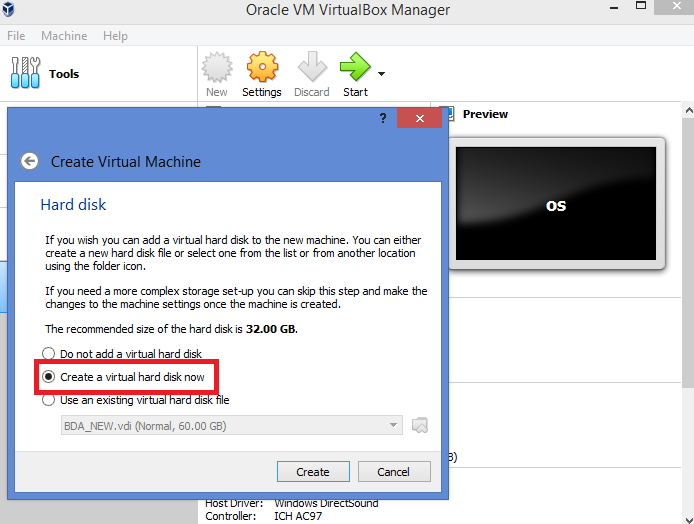 Oracle VM VirtualBox Manager
File Machine Help
Tools
New Settings Discard Start
Preview
os
?
Create Virtual Machine
Hard disk
If you wish you can add a virtual hard disk to the new machine. You can either
create a new hard disk file or select one from the list or from another location
using the folder icon.
If you need a more complex storage set-up you can skip this step and make the
changes to the machine settings once the machine is created.
The recommended size of the hard disk is 32.00 GB.
Do not add a virtual hard disk
Create a virtual hard disk now
Use an existing virtual hard disk file
BDA_NEW.vdi (Normal, 60.00 GB)
Create Cancel
Host Driver: Windows DirectSound
Controller: ICH AC97